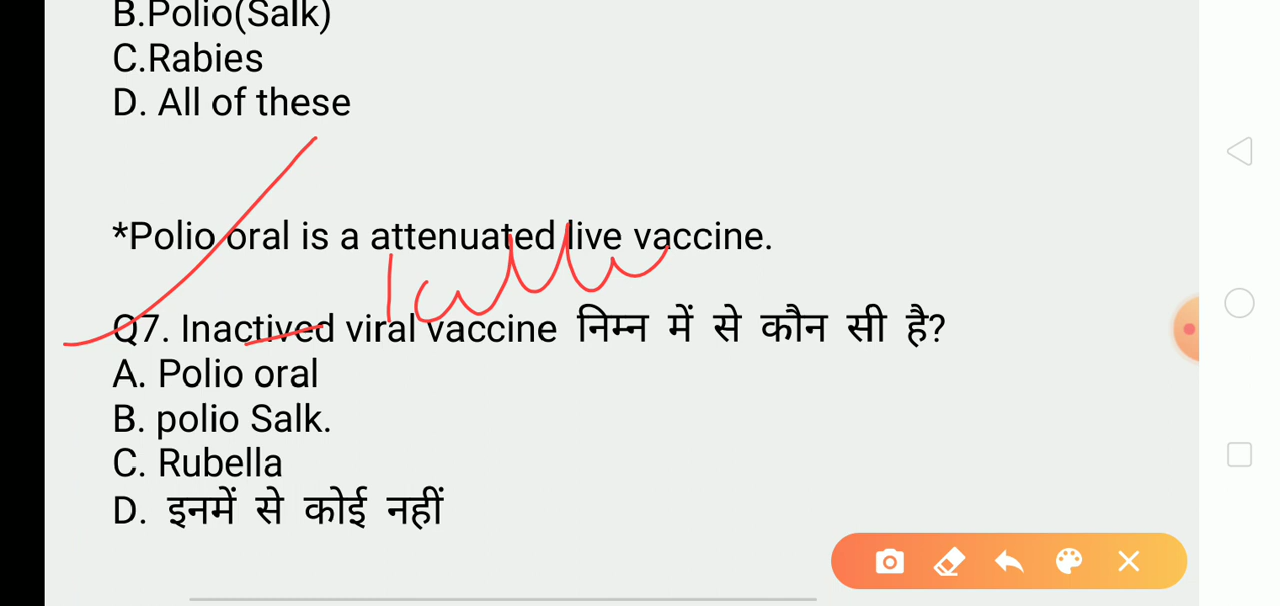 B.Polio(Salk)
C.Rabies
D. All of these
*Polio oral is a attenuated live vaccine.
Q7. Inactived viral vaccine निम्न में से कौन सी है?
A. Polio oral
B. polio Salk.
C. Rubella
D. इनमें से कोई नहीं